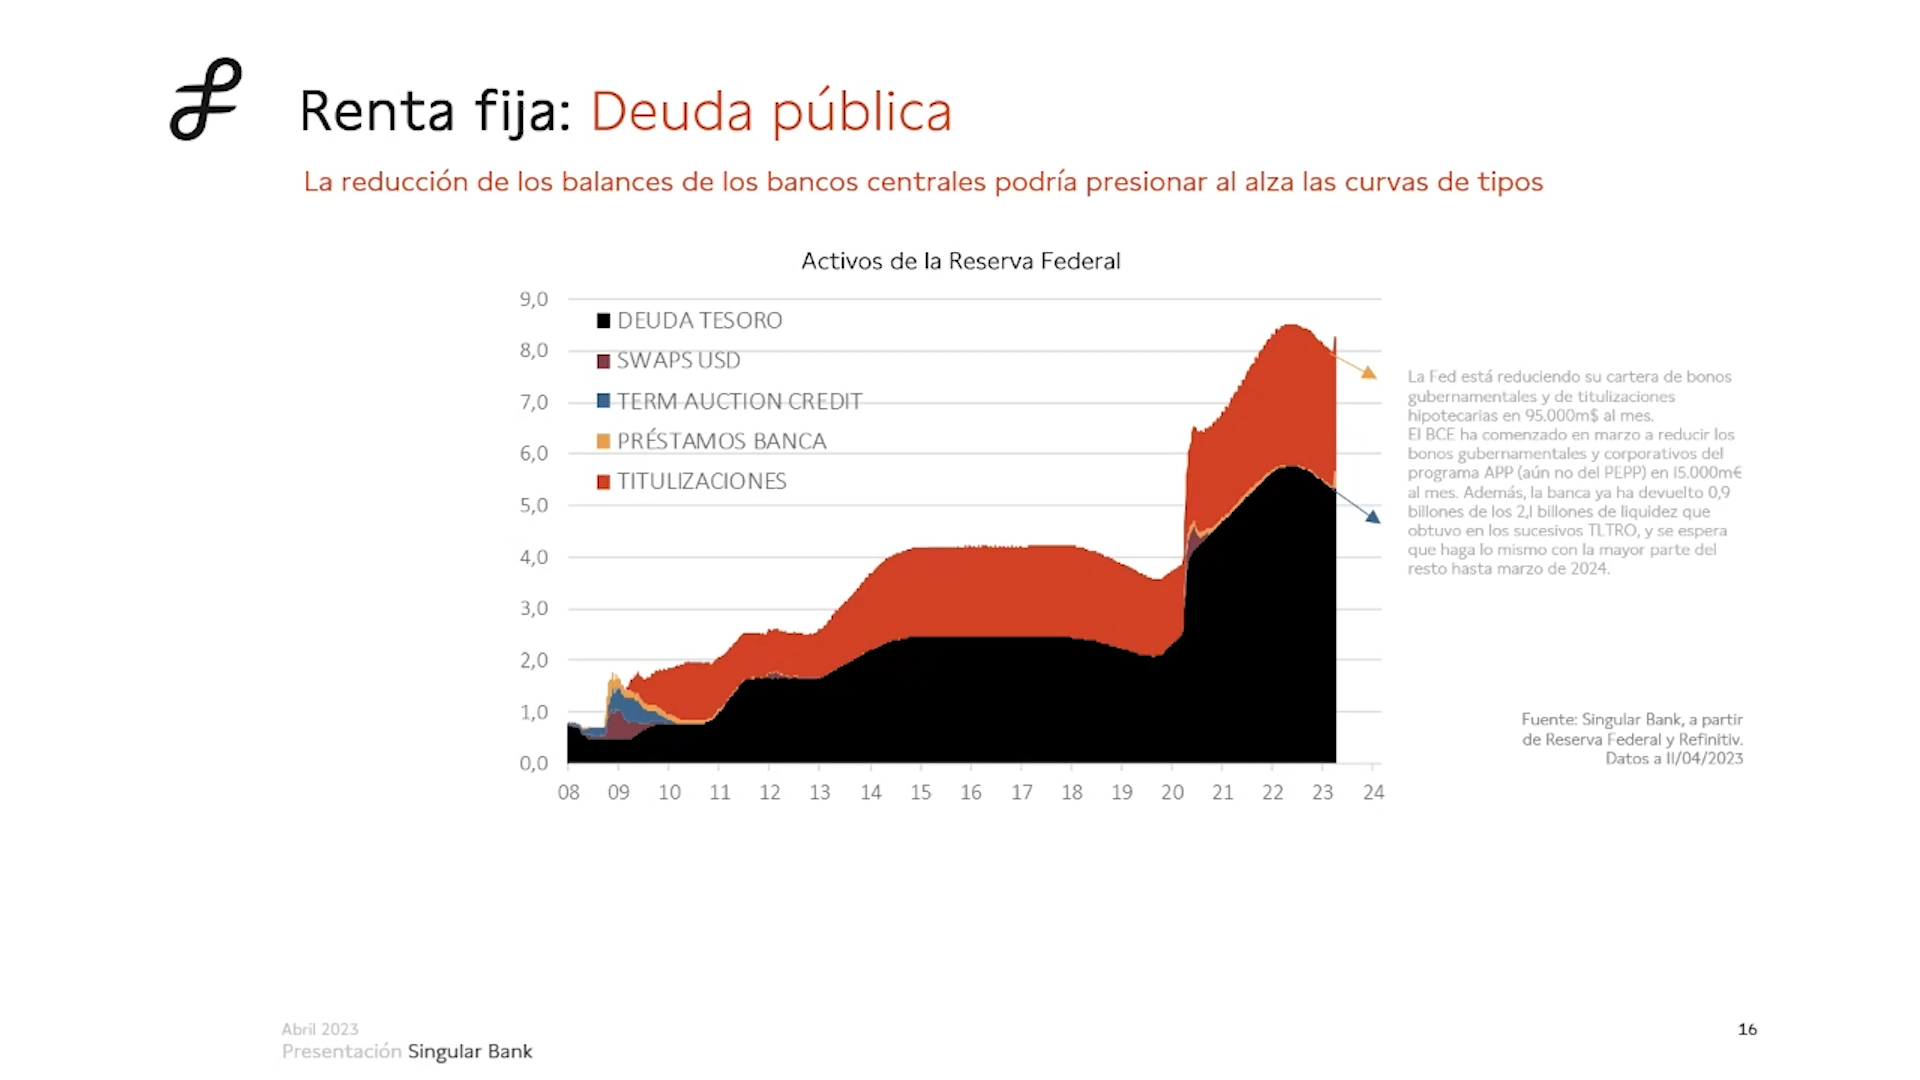 Renta fija: Deuda pública
La reducción de los balances de los bancos centrales podría presionar al alza las curvas de tipos
Activos de la Reserva Federal
9,0
8,0
7,0
6,0
5,0
4,0
3,0
2,0
1,0
0,0
DEUDA TESORO
SWAPS USD
TERM AUCTION CREDIT
PRÉSTAMOS BANCA
TITULIZACIONES
08 09 10 11 12 13 14 15 16 17 18 19 20 21 22 23 24
La Fed está reduciendo su cartera de bonos
gubernamentales y de titulizaciones
hipotecarias en 95.000m$ al mes.
El BCE ha comenzado en marzo a reducir los
bonos gubernamentales y corporativos del
programa APP (aún no del PEPP) en 15.000m€
al mes. Además, la banca ya ha devuelto 0,9
billones de los 2,1 billones de liquidez que
obtuvo en los sucesivos TLTRO, y se espera
que haga lo mismo con la mayor parte del
resto hasta marzo de 2024.
Fuente: Singular Bank, a partir
de Reserva Federal y Refinitiv.
Datos a 11/04/2023
Abril 2023
Presentación Singular Bank
16